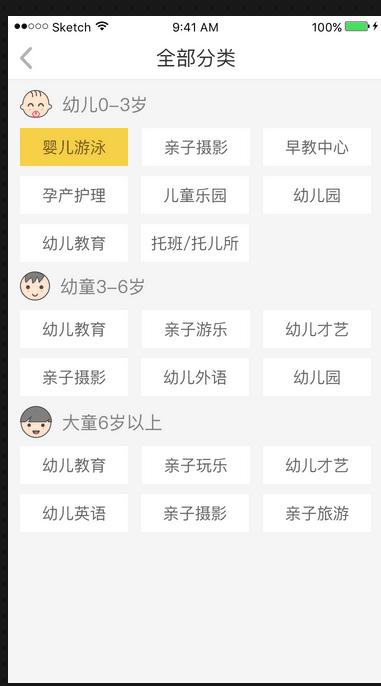 Sketch 9:41 AM 100%
全部分类
幼儿0-3岁
婴儿游泳 亲子摄影 早教中心
孕产护理 儿童乐园 幼儿园
幼儿教育 托班/托儿所
幼童3-6岁
幼儿教育 亲子游乐 幼儿才艺
亲子摄影 幼儿外语 幼儿园
大童6岁以上
幼儿教育 亲子玩乐 幼儿才艺
幼儿英语 亲子摄影 亲子旅游